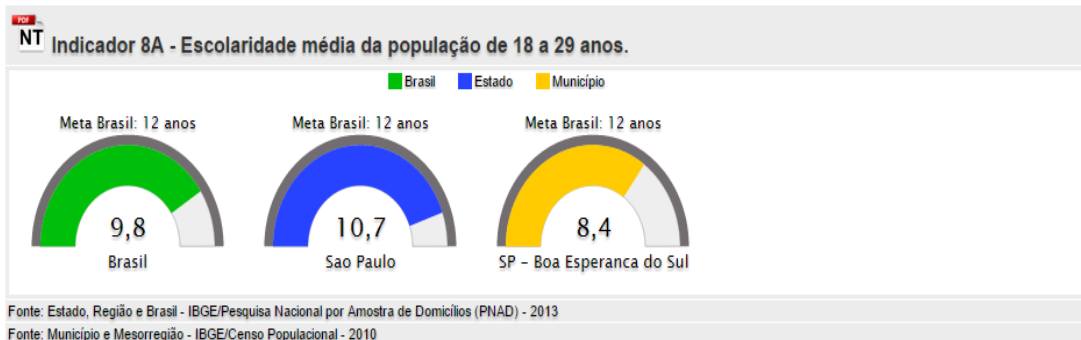 PDF
NT Indicador 8A - Escolaridade média da população de 18 a 29 anos.
Brasil Estado Município
Meta Brasil: 12 anos Meta Brasil: 12 anos Meta Brasil: 12 anos
9,8 10,7 8,4
Brasil Sao Paulo SP - Boa Esperanca do Sul
Fonte: Estado, Região e Brasil - IBGE/Pesquisa Nacional por Amostra de Domicílios (PNAD) - 2013
Fonte: Município e Mesorregião - IBGE/Censo Populacional - 2010